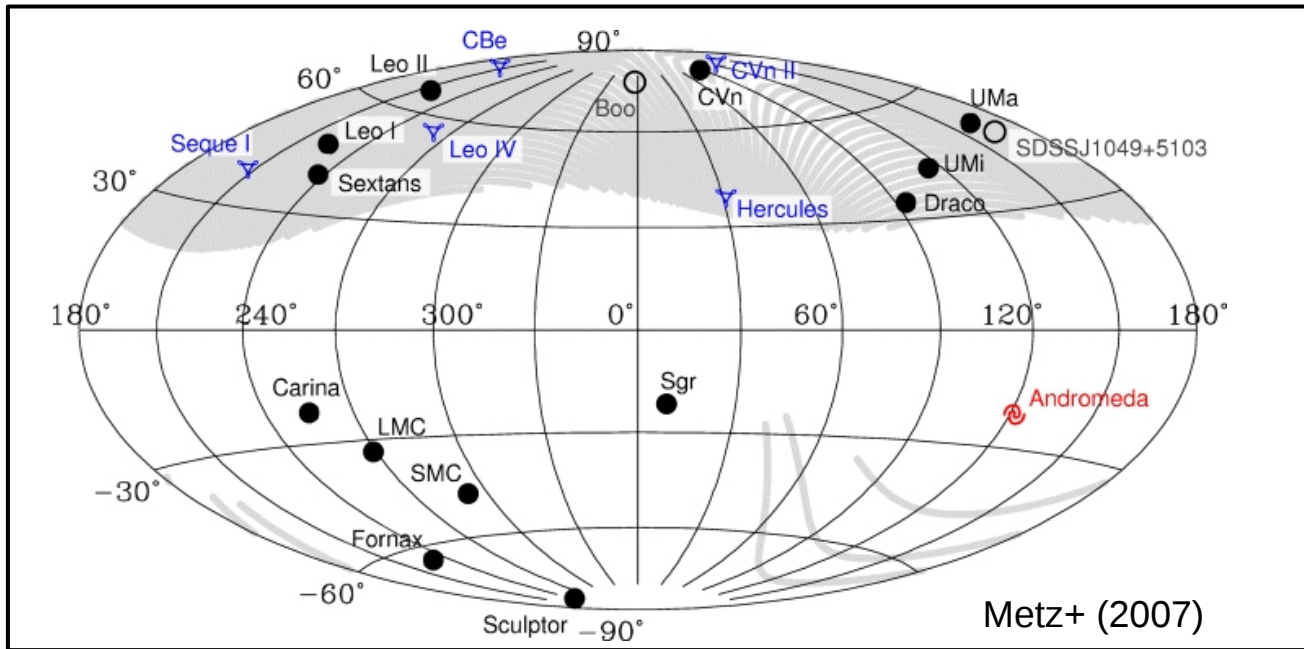 CBe
90°
Leo II
CVn II
60°
Boo
CVn
UMa
Seque I
Leo I
Leo IV
SDSSJ1049+5103
UMi
30°
Sextans
Hercules
Draco
180°
240°
300°
0°
60°
120°
180°
Carina
Sgr
Andromeda
LMC
SMC
−30°
Fornax
−60°
Sculptor
−90°
Metz+ (2007)